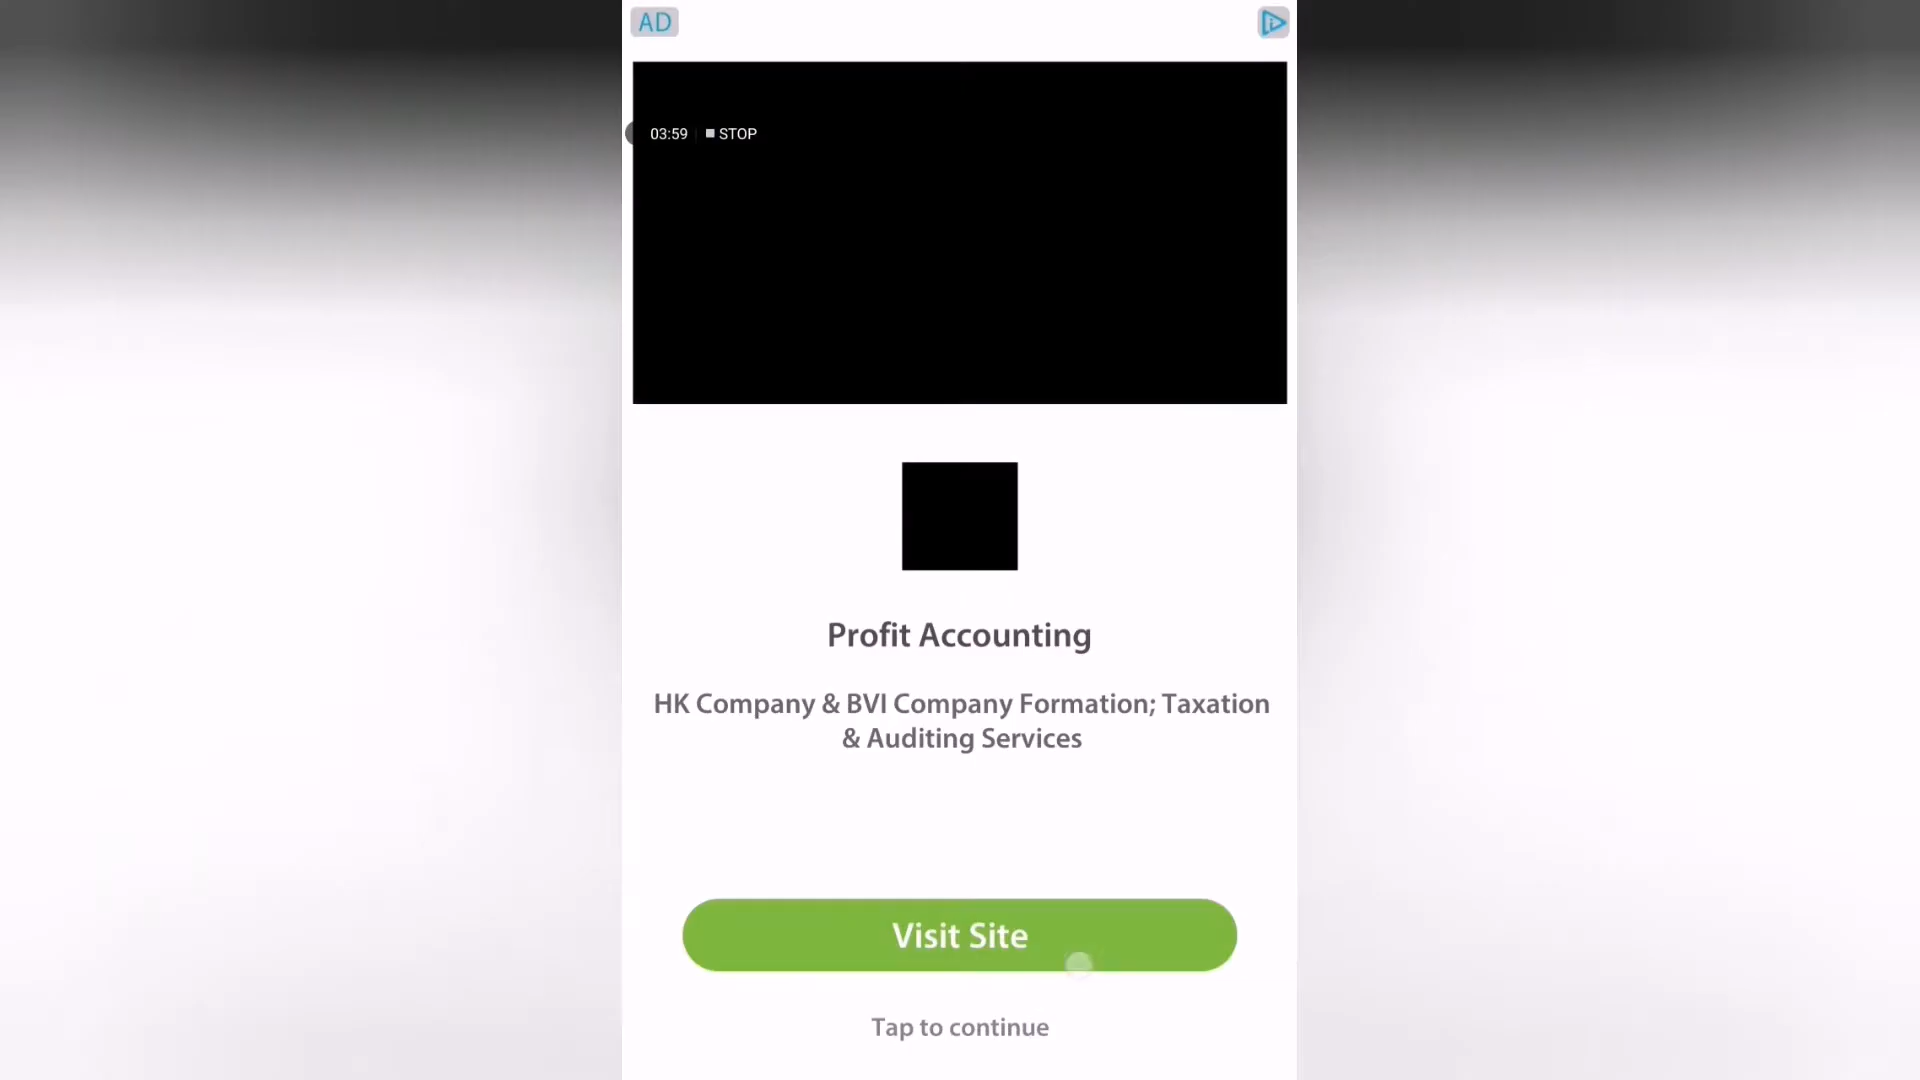 AD
03:59
STOP
Profit Accounting
HK Company & BVI Company Formation; Taxation
& Auditing Services
Visit Site
Tap to continue